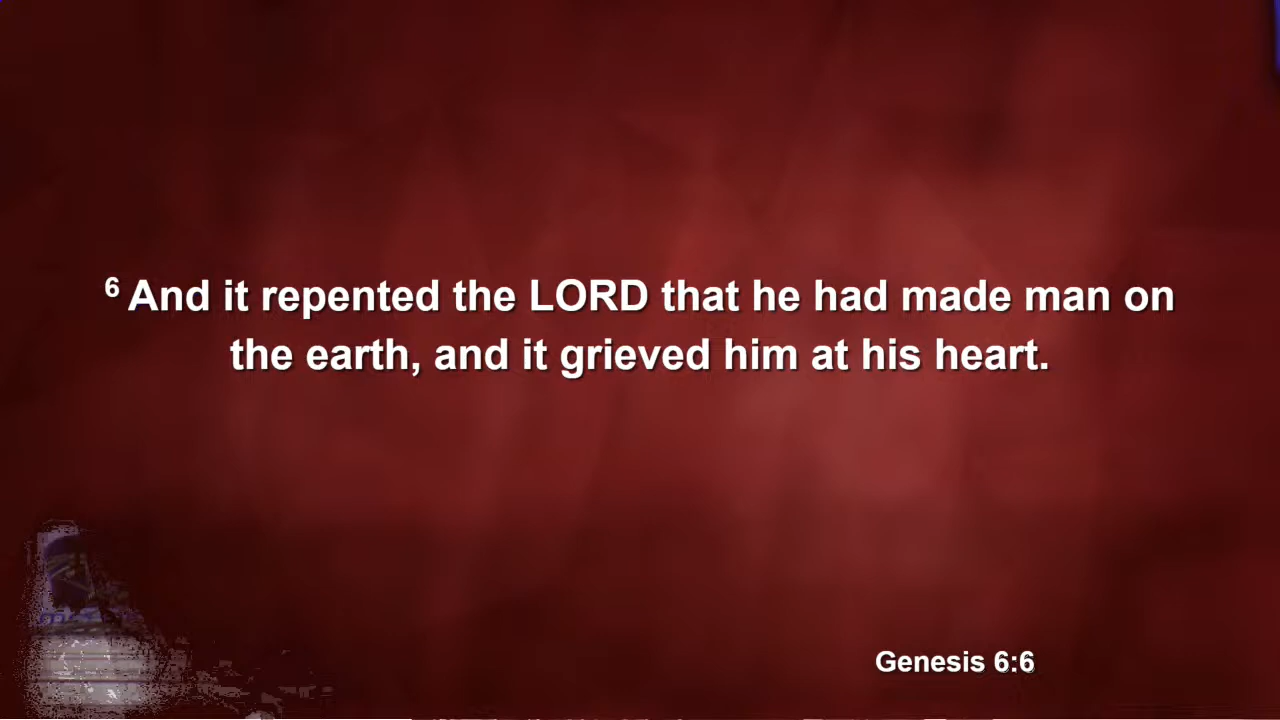 6 And it repented the LORD that he had made man on
the earth, and it grieved him at his heart.
Genesis 6:6